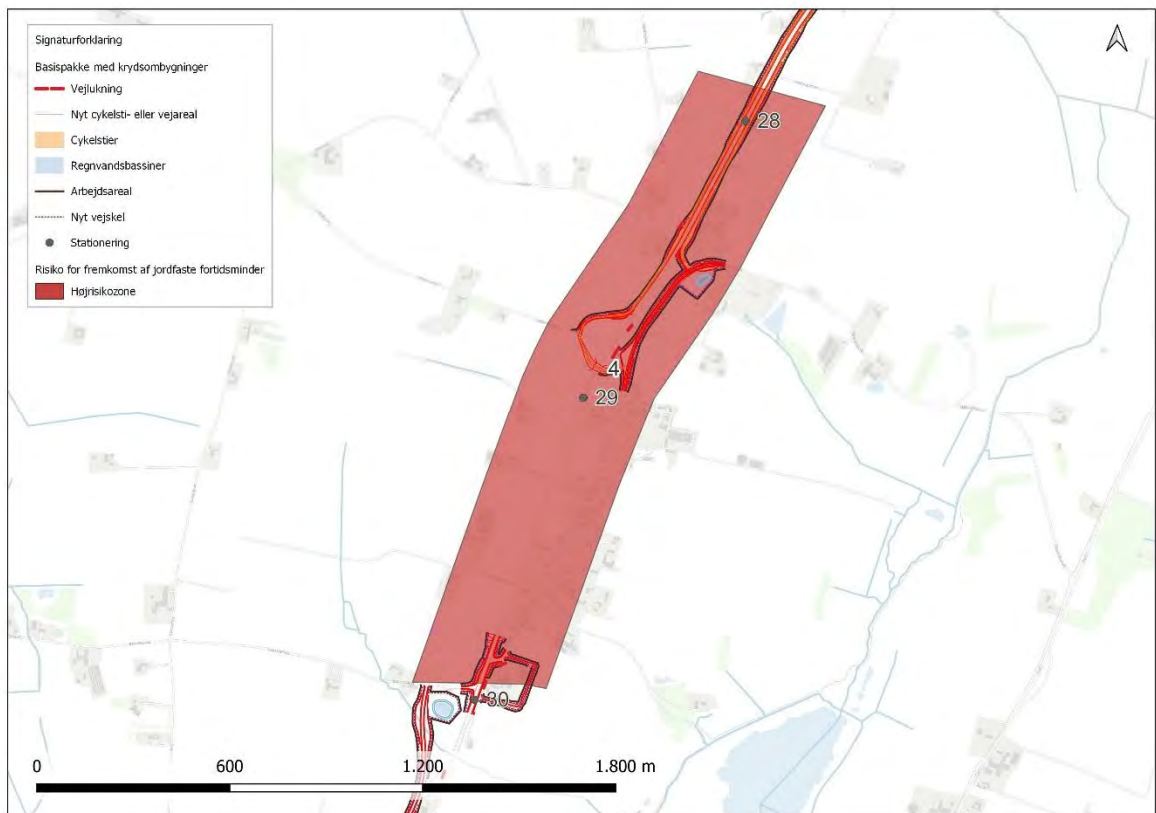 Signaturforklaring
Basispakke med krydsombygninger
Vejlukning
Nyt cykelsti- eller vejareal
Cykelstier
Regnvandsbassiner
Arbejdsareal
Nyt vejskel
Stationering
Risiko for fremkomst af jordfaste fortidsminder
Højrisikozone
28
4
29
30
0 600 1.200 1.800 m